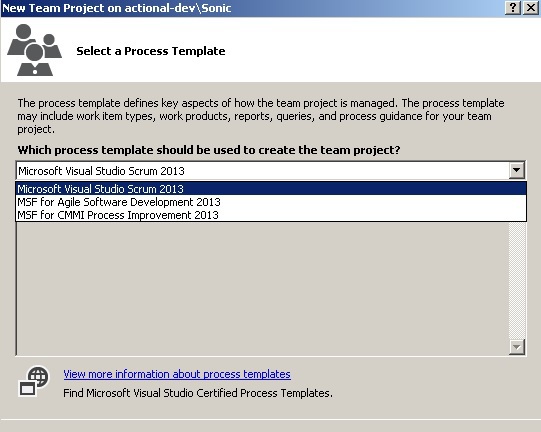 New Team Project on actional-dev\Sonic
Select a Process Template
The process template defines key aspects of how the team project is managed. The process template
may include work item types, work products, reports, queries, and process guidance for your team
project.
Which process template should be used to create the team project?
Microsoft Visual Studio Scrum 2013
Microsoft Visual Studio Scrum 2013
MSF for Agile Software Development 2013
MSF for CMMI Process Improvement 2013
View more information about process templates
Find Microsoft Visual Studio Certified Process Templates.